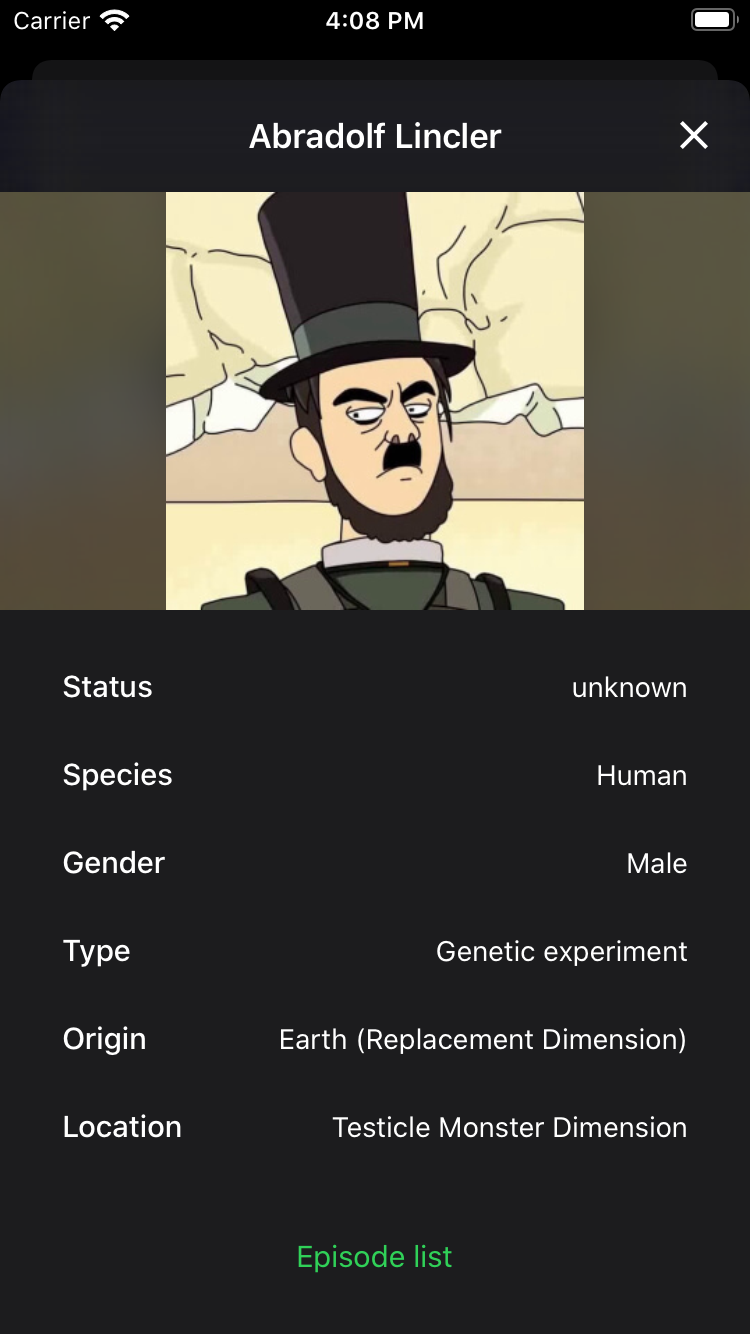 Carrier 4:08 PM
Abradolf Lincler
Status unknown
Species Human
Gender Male
Type Genetic experiment
Origin Earth (Replacement Dimension)
Location Testicle Monster Dimension
Episode list